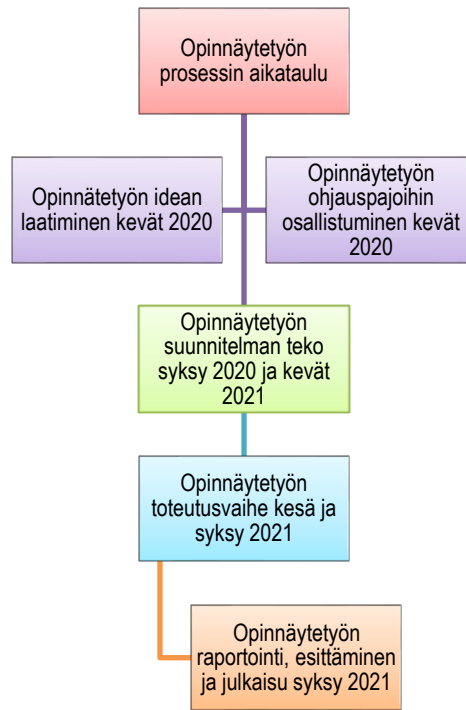 Opinnäytetyön
prosessin aikataulu
Opinnätetyön idean
laatiminen kevät 2020
Opinnäytetyön
ohjauspajoihin
osallistuminen kevät
2020
Opinnäytetyön
suunnitelman teko
syksy 2020 ja kevät
2021
Opinnäytetyön
toteutusvaihe kesä ja
syksy 2021
Opinnäytetyön
raportointi, esittäminen
ja julkaisu syksy 2021